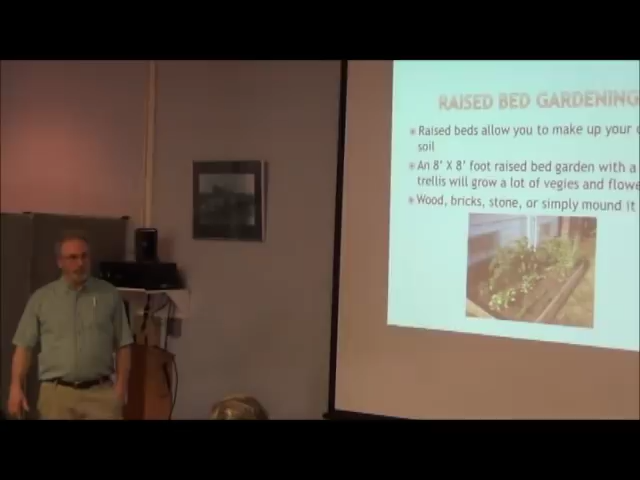 RAISED BED GARDENING
Raised beds allow you to make up your
soil
An 8' X 8' foot raised bed garden with a
trellis will grow a lot of vegies and
Wood, bricks, stone, or simply mound it